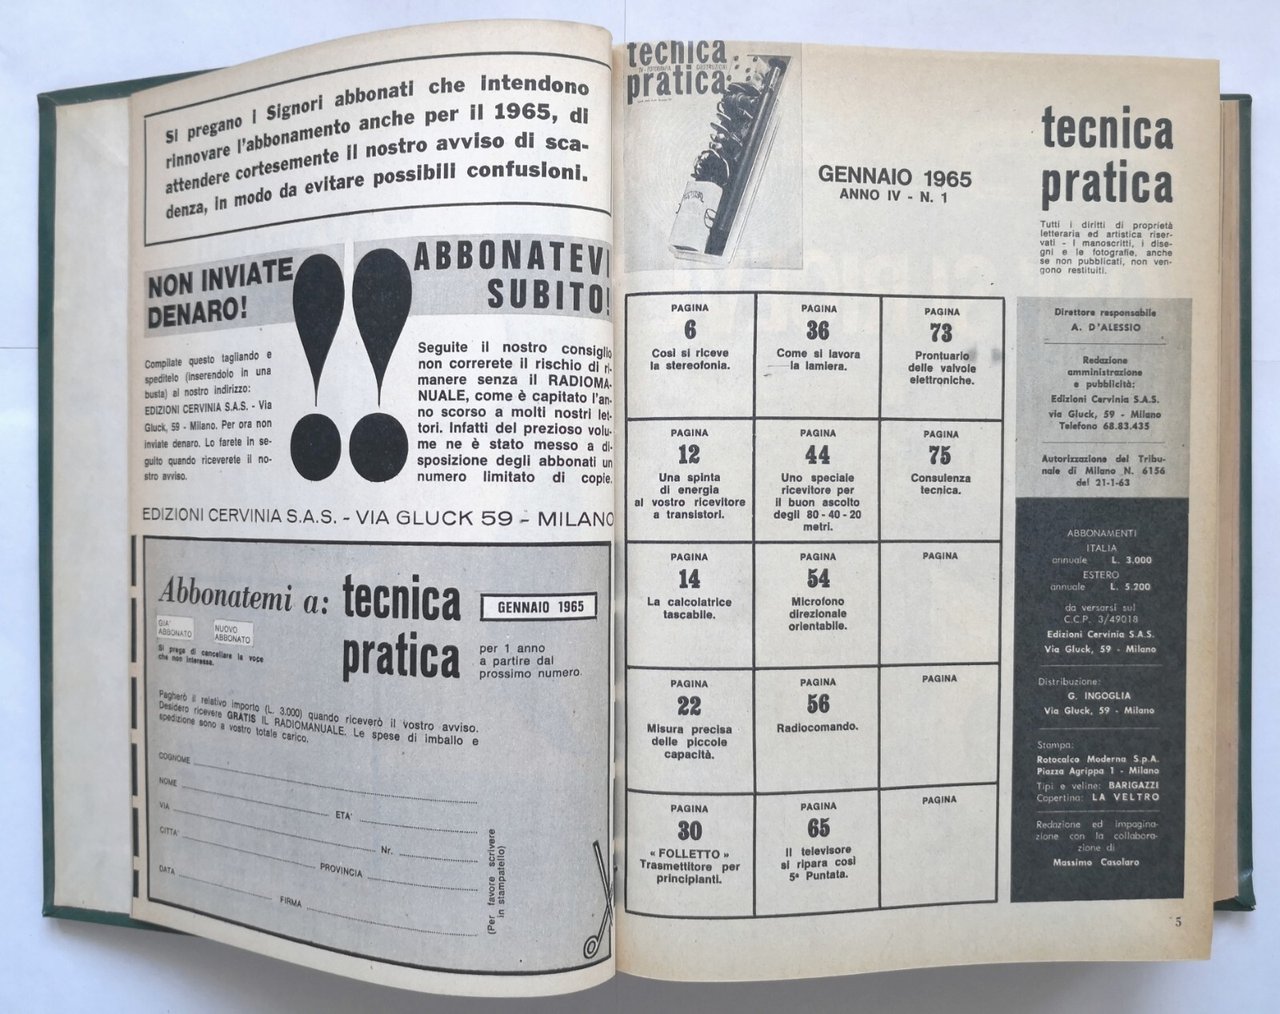 Si pregano i Signori abbonati che intendono
rinnovare l'abbonamento anche per il 1965, di
attendere cortesemente il nostro avviso di sca-
denza, in modo da evitare possibili confusioni.
NON INVIATE
DENARO!
ABBONATEVI
SUBITO!
Compilate questo tagliando e
speditelo (inserendolo in una
busta) al nostro indirizzo:
EDIZIONI CERVINIA S.A.S. - Via
Gluck, 59 - Milano. Per ora non
inviate denaro. Lo farete in se-
guito quando riceverete il no-
stro avviso.
Seguite il nostro consiglio
non correrete il rischio di ri-
manere senza il RADIOMA-
NUALE, come è capitato l'an-
no scorso a molti nostri let-
tori. Infatti del prezioso volu-
me ne è stato messo a di-
sposizione degli abbonati un
numero limitato di copie.
EDIZIONI CERVINIA S.A.S. - VIA GLUCK 59 - MILANO
Abbonatemi a: tecnica
pratica
GENNAIO 1965
GIA'
ABBONATO
NUOVO
ABBONATO
Si prega di cancellare la voce
che non interessa.
per 1 anno
a partire dal
prossimo numero.
Pagherò il relativo importo (L. 3.000) quando riceverò il vostro avviso.
Desidero ricevere GRATIS IL RADIOMANUALE. Le spese di imballo e
spedizione sono a vostro totale carico.
COGNOME
NOME
ETA'
VIA
Nr.
CITTA'
PROVINCIA
DATA
FIRMA
(Per favore scrivere
in stampatello)
tecnica
pratica
GENNAIO 1965
ANNO IV - N. 1
tecnica
pratica
Tutti i diritti di proprietà
letteraria ed artistica riser-
vati - I manoscritti, i dise-
gni e le fotografie, anche
se non pubblicati, non ven-
gono restituiti.
PAGINA
6
Così si riceve
la stereofonia.
PAGINA
36
Come si lavora
la lamiera.
PAGINA
73
Prontuario
delle valvole
elettroniche.
PAGINA
12
Una spinta
di energia
al vostro ricevitore
a transistori.
PAGINA
44
Uno speciale
ricevitore per
il buon ascolto
degli 80 - 40 - 20
metri.
PAGINA
75
Consulenza
tecnica.
PAGINA
14
La calcolatrice
tascabile.
PAGINA
54
Microfono
direzionale
orientabile.
PAGINA
PAGINA
22
Misura precisa
delle piccole
capacità.
PAGINA
56
Radiocomando.
PAGINA
PAGINA
30
« FOLLETTO »
Trasmettitore per
principianti.
PAGINA
65
Il televisore
si ripara così
5ª Puntata.
PAGINA
Direttore responsabile
A. D'ALESSIO
Redazione
amministrazione
e pubblicità:
Edizioni Cervinia S.A.S.
via Gluck, 59 - Milano
Telefono 68.83.435
Autorizzazione del Tribu-
nale di Milano N. 6156
del 21-1-63
ABBONAMENTI
ITALIA
annuale L. 3.000
ESTERO
annuale L. 5.200
da versarsi sul
C.C.P. 3/49018
Edizioni Cervinia S.A.S.
Via Gluck, 59 - Milano
Distribuzione:
G. INGOGLIA
Via Gluck, 59 - Milano
Stampa:
Rotocalco Moderna S.p.A.
Piazza Agrippa 1 - Milano
Tipi e veline: BARIGAZZI
Copertina: LA VELTRO
Redazione ed impagina-
zione con la collabora-
zione di
Massimo Casolaro
5